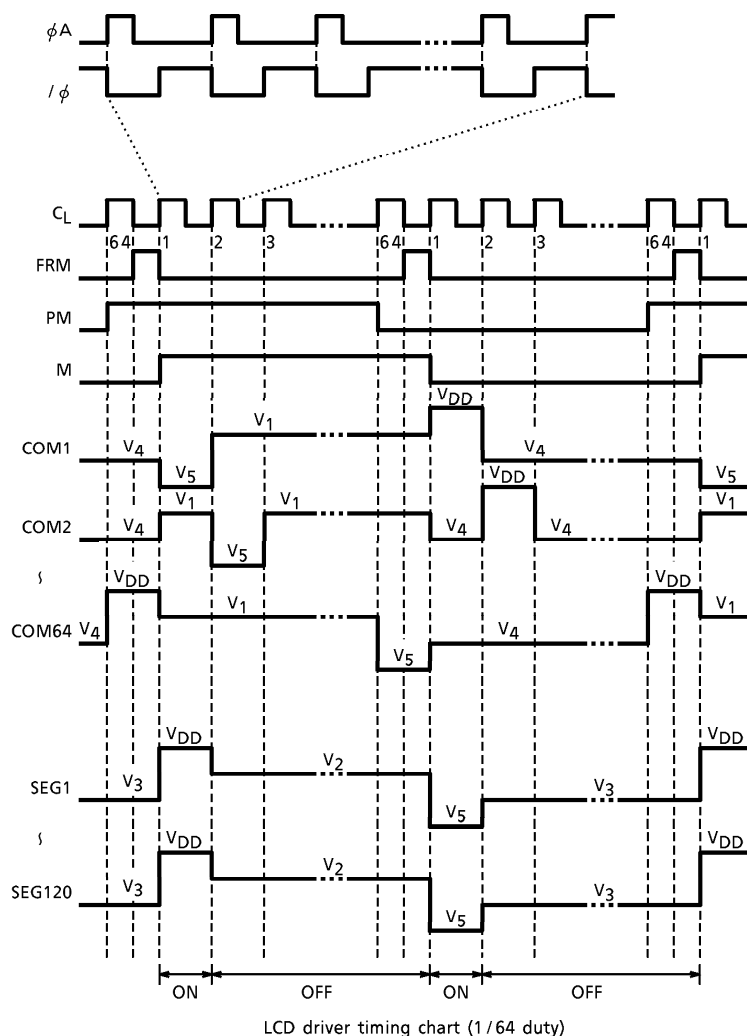 φA
/φ
CL
64 1 2 3 64 1 2 3 64 1
FRM
PM
M
VDD
V1
COM1 V4 V5 V4 V5
VDD
V1 V1 V1
COM2 V4 V5 V4 V4
VDD VDD
V1 V1
COM64 V4 V5 V4
VDD VDD
V2
SEG1 V3 V5 V3
VDD VDD
V2
SEG120 V3 V5 V3
ON OFF ON OFF
LCD driver timing chart (1/64 duty)